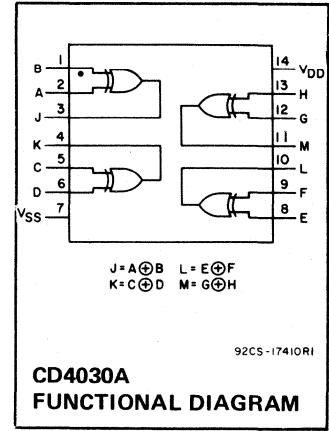 B 1
A 2
J 3
K 4
C 5
D 6
VSS 7
14 VDD
13 H
12 G
11 M
10 L
9 F
8 E
J=A⊕B L=E⊕F
K=C⊕D M=G⊕H
92CS-17410R1
CD4030A
FUNCTIONAL DIAGRAM